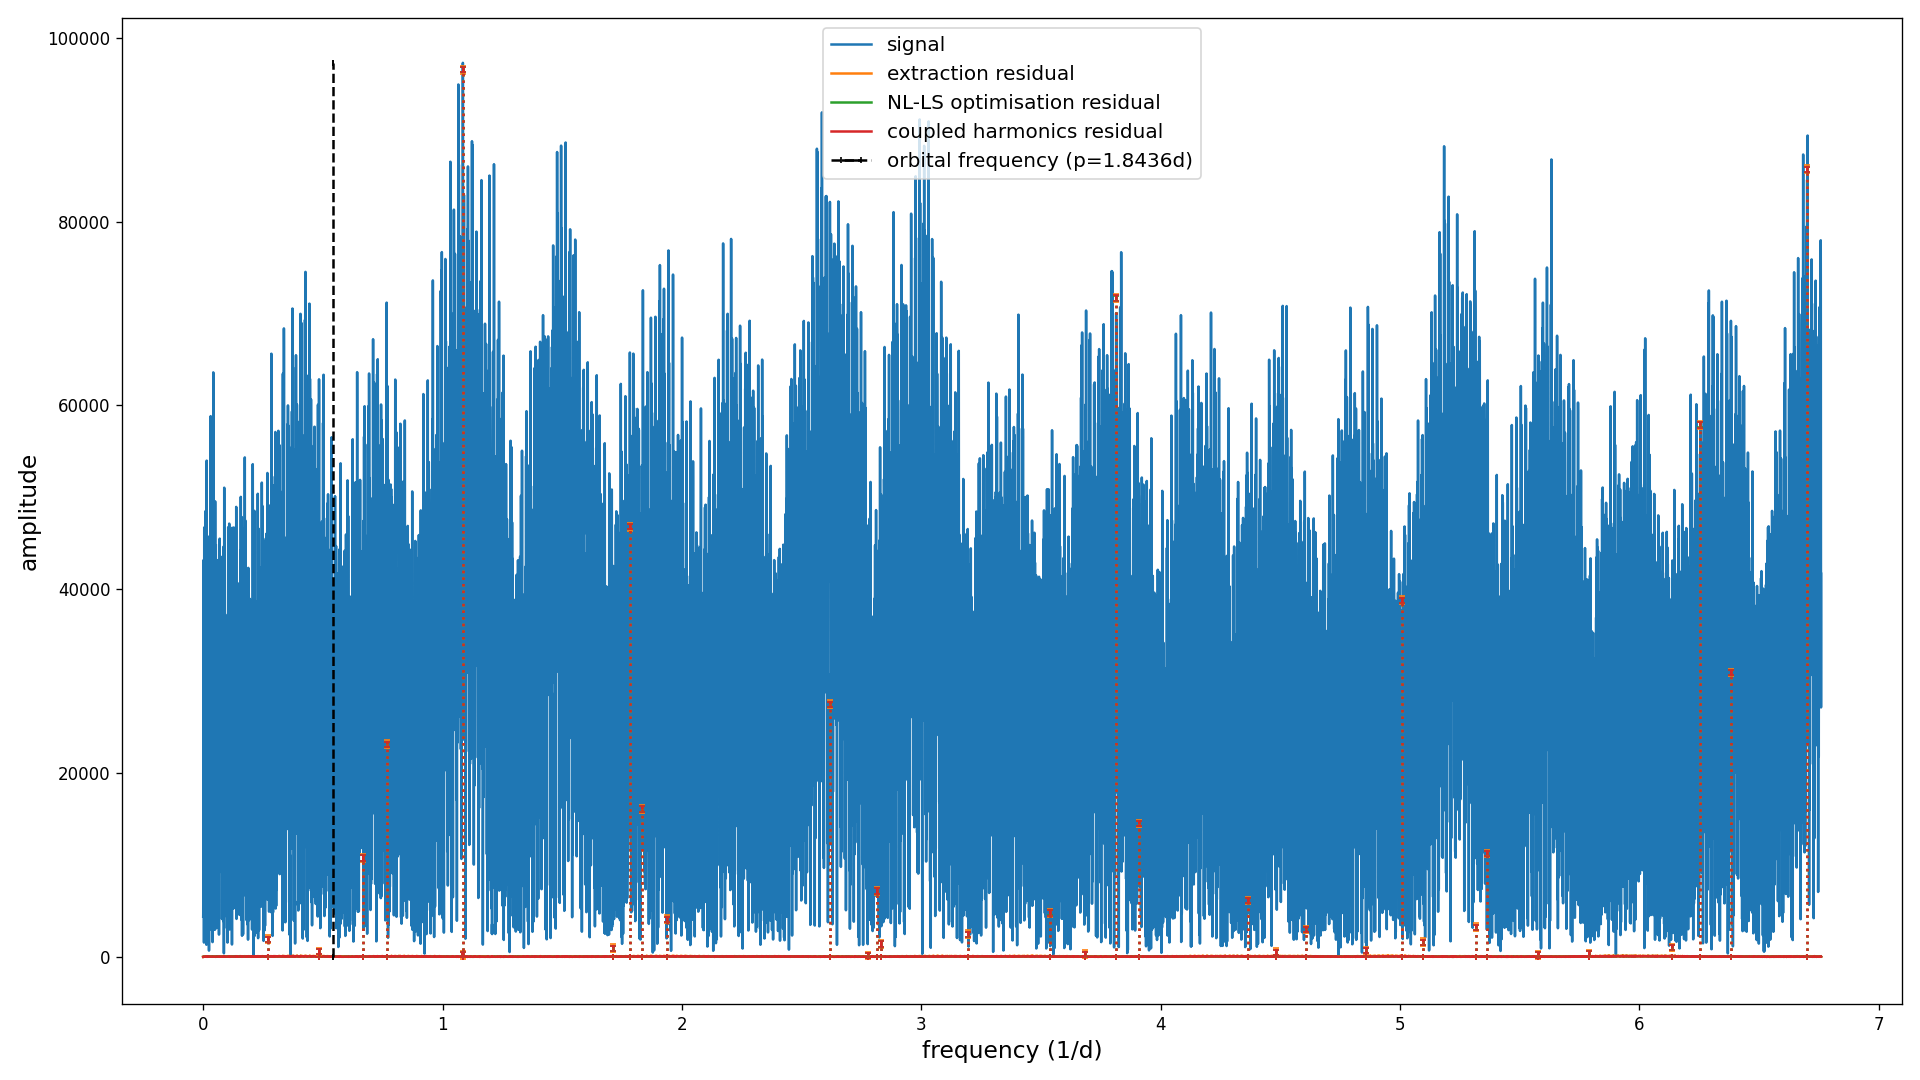 signal
extraction residual
NL-LS optimisation residual
coupled harmonics residual
orbital frequency (p=1.8436d)
100000
80000
60000
40000
20000
0
amplitude
0 1 2 3 4 5 6 7
frequency (1/d)